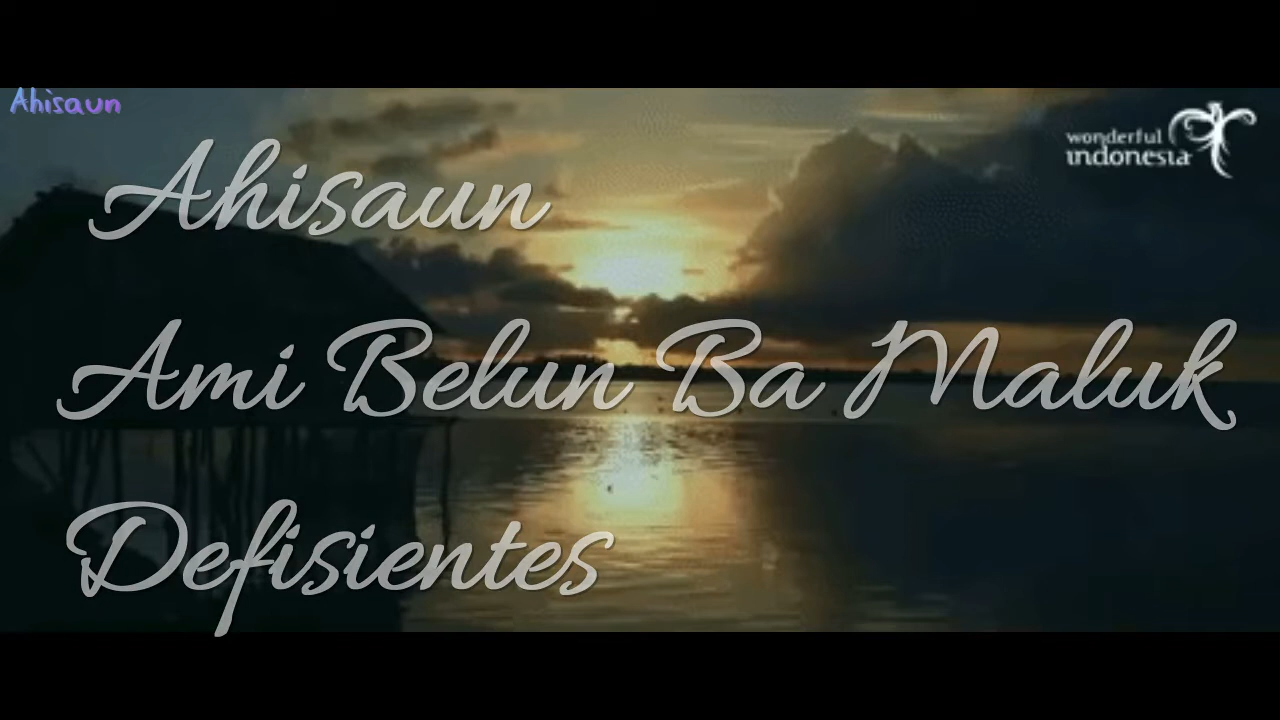 Ahisaun
wonderful
indonesia
Ahisaun
Ami Belun Ba Maluk
Defisientes